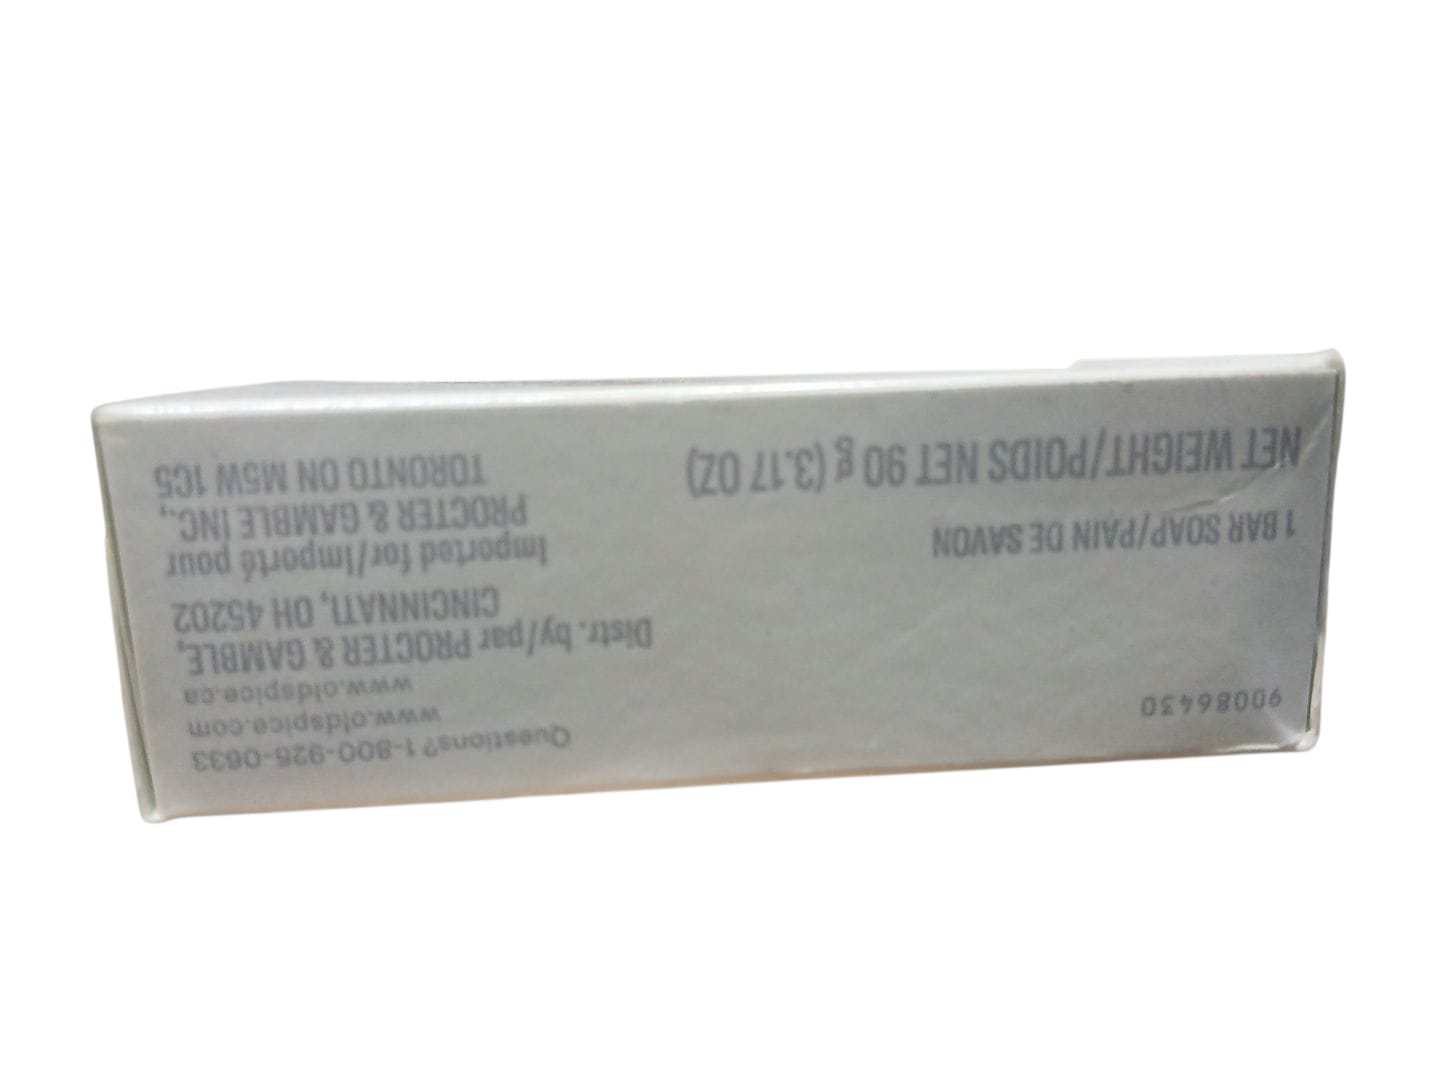 90086430
1 BAR SOAP/PAIN DE SAVON
NET WEIGHT/POIDS NET 90 g (3.17 OZ)
Questions? 1-800-926-0633
www.oldspice.com
www.oldspice.ca
Distr. by/par PROCTER & GAMBLE,
CINCINNATI, OH 45202
Imported for/Importé pour
PROCTER & GAMBLE INC.,
TORONTO ON M5W 1C5